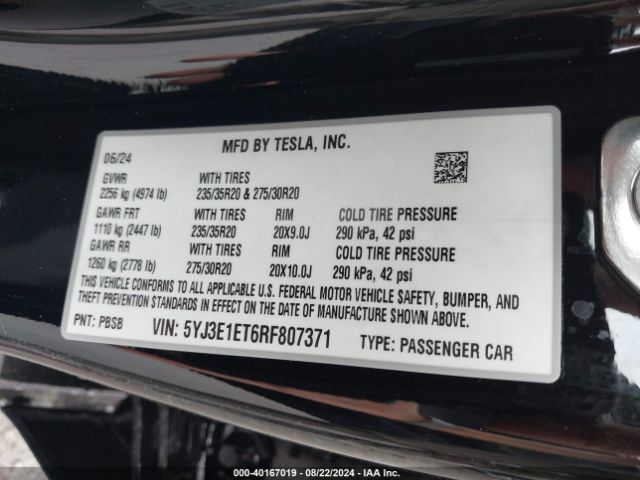 06/24 MFD BY TESLA, INC.
GVWR WITH TIRES
2256 kg (4974 lb) 235/35R20 & 275/30R20
GAWR FRT WITH TIRES RIM COLD TIRE PRESSURE
1110 kg (2447 lb) 235/35R20 20X9.0J 290 kPa, 42 psi
GAWR RR WITH TIRES RIM COLD TIRE PRESSURE
1260 kg (2778 lb) 275/30R20 20X10.0J 290 kPa, 42 psi
THIS VEHICLE CONFORMS TO ALL APPLICABLE U.S. FEDERAL MOTOR VEHICLE SAFETY, BUMPER, AND
THEFT PREVENTION STANDARDS IN EFFECT ON THE DATE OF MANUFACTURE SHOWN ABOVE.
PNT: PBSB VIN: 5YJ3E1ET6RF807371 TYPE: PASSENGER CAR
000-40167019 - 08/22/2024 - IAA Inc.